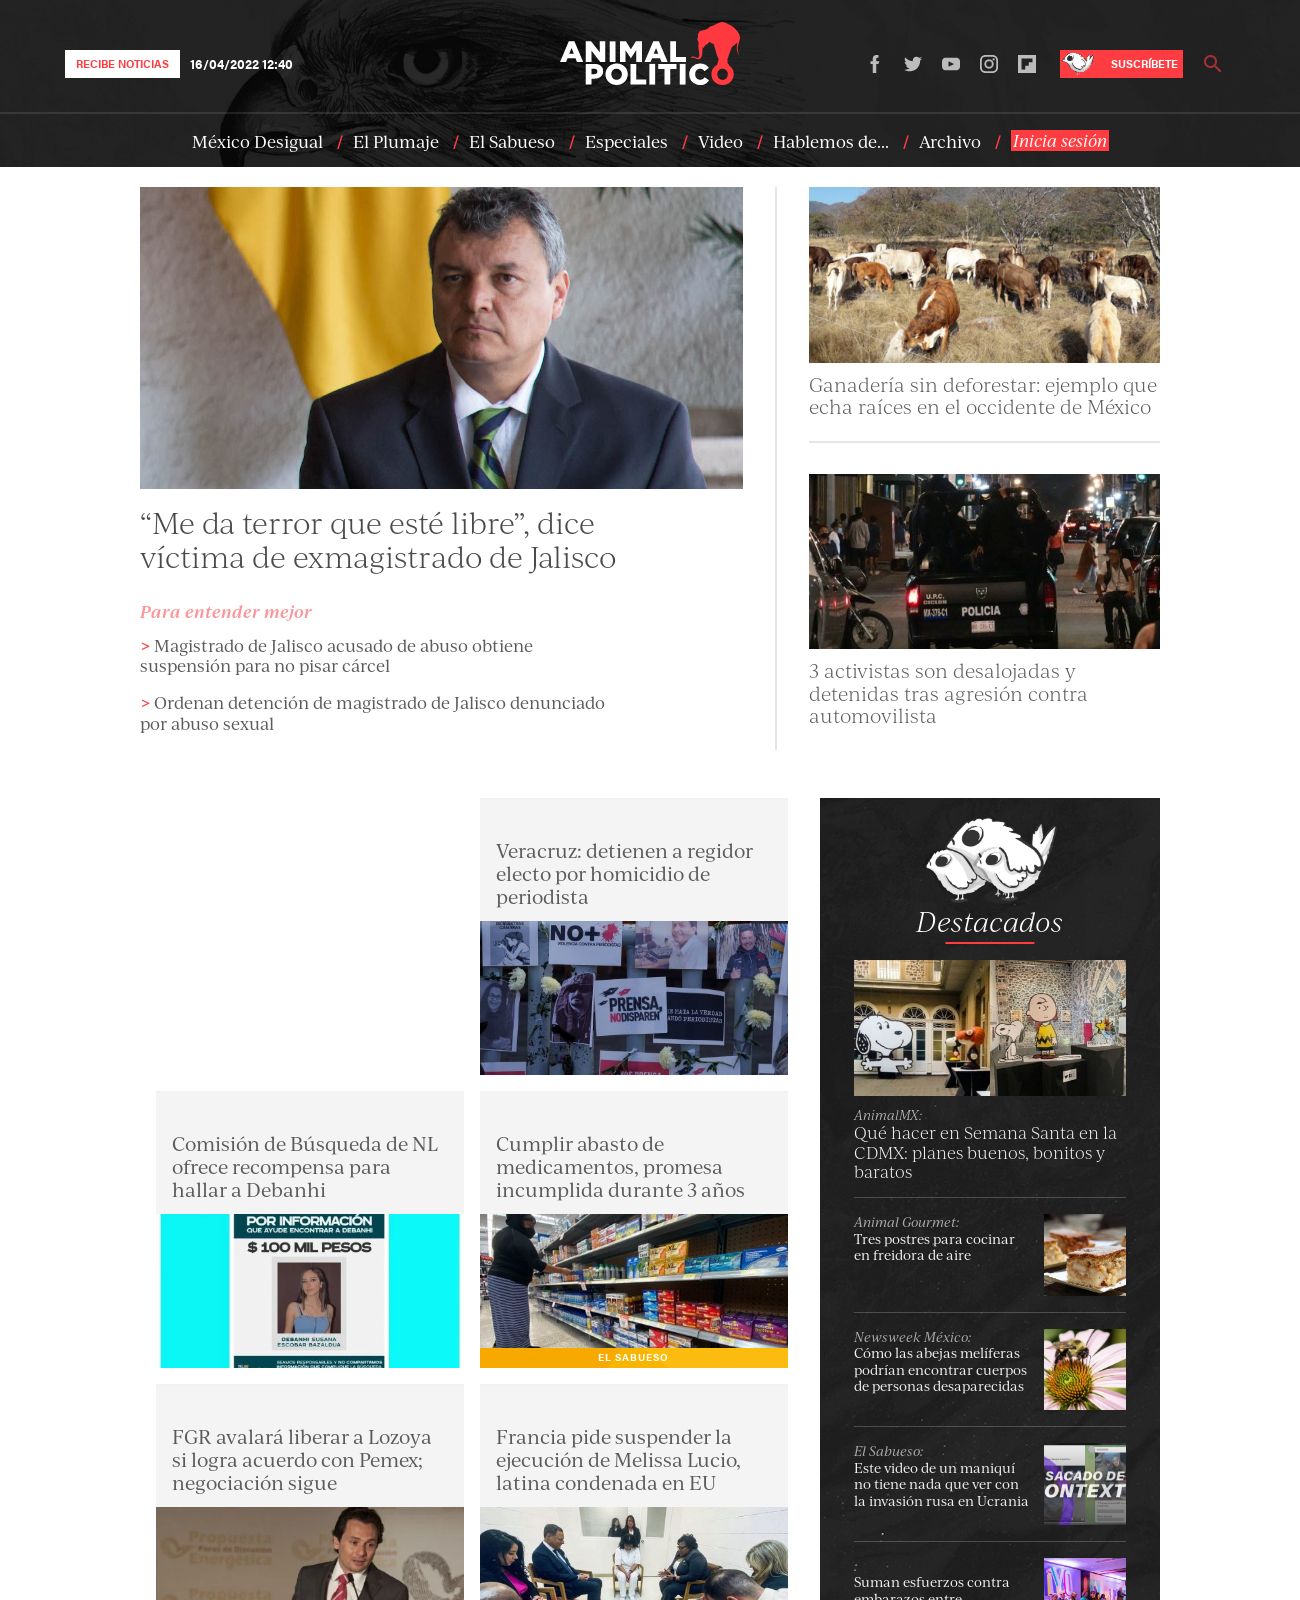 RECIBE NOTICIAS
16/04/2022 12:40
ANIMAL
POLITICO
SUSCRÍBETE
México Desigual / El Plumaje / El Sabueso / Especiales / Video / Hablemos de... / Archivo / Inicia sesión
“Me da terror que esté libre”, dice
víctima de exmagistrado de Jalisco
Para entender mejor
> Magistrado de Jalisco acusado de abuso obtiene
suspensión para no pisar cárcel
> Ordenan detención de magistrado de Jalisco denunciado
por abuso sexual
Ganadería sin deforestar: ejemplo que
echa raíces en el occidente de México
U.P.C.
MX-376-C1
POLICIA
3 activistas son desalojadas y
detenidas tras agresión contra
automovilista
Veracruz: detienen a regidor
electo por homicidio de
periodista
NO+
PRENSA,
NO DISPAREN
Comisión de Búsqueda de NL
ofrece recompensa para
hallar a Debanhi
POR INFORMACIÓN
QUE AYUDE ENCONTRAR A DEBANHI
$ 100 MIL PESOS
DEBANHI SUSANA
ESCOBAR BAZALDUA
Cumplir abasto de
medicamentos, promesa
incumplida durante 3 años
EL SABUESO
FGR avalará liberar a Lozoya
si logra acuerdo con Pemex;
negociación sigue
Propuesta
Energética
Francia pide suspender la
ejecución de Melissa Lucio,
latina condenada en EU
Destacados
AnimalMX:
Qué hacer en Semana Santa en la
CDMX: planes buenos, bonitos y
baratos
Animal Gourmet:
Tres postres para cocinar
en freidora de aire
Newsweek México:
Cómo las abejas melíferas
podrían encontrar cuerpos
de personas desaparecidas
El Sabueso:
Este video de un maniquí
no tiene nada que ver con
la invasión rusa en Ucrania
SACADO DE
ONTEXT
:
Suman esfuerzos contra
embarazos entre